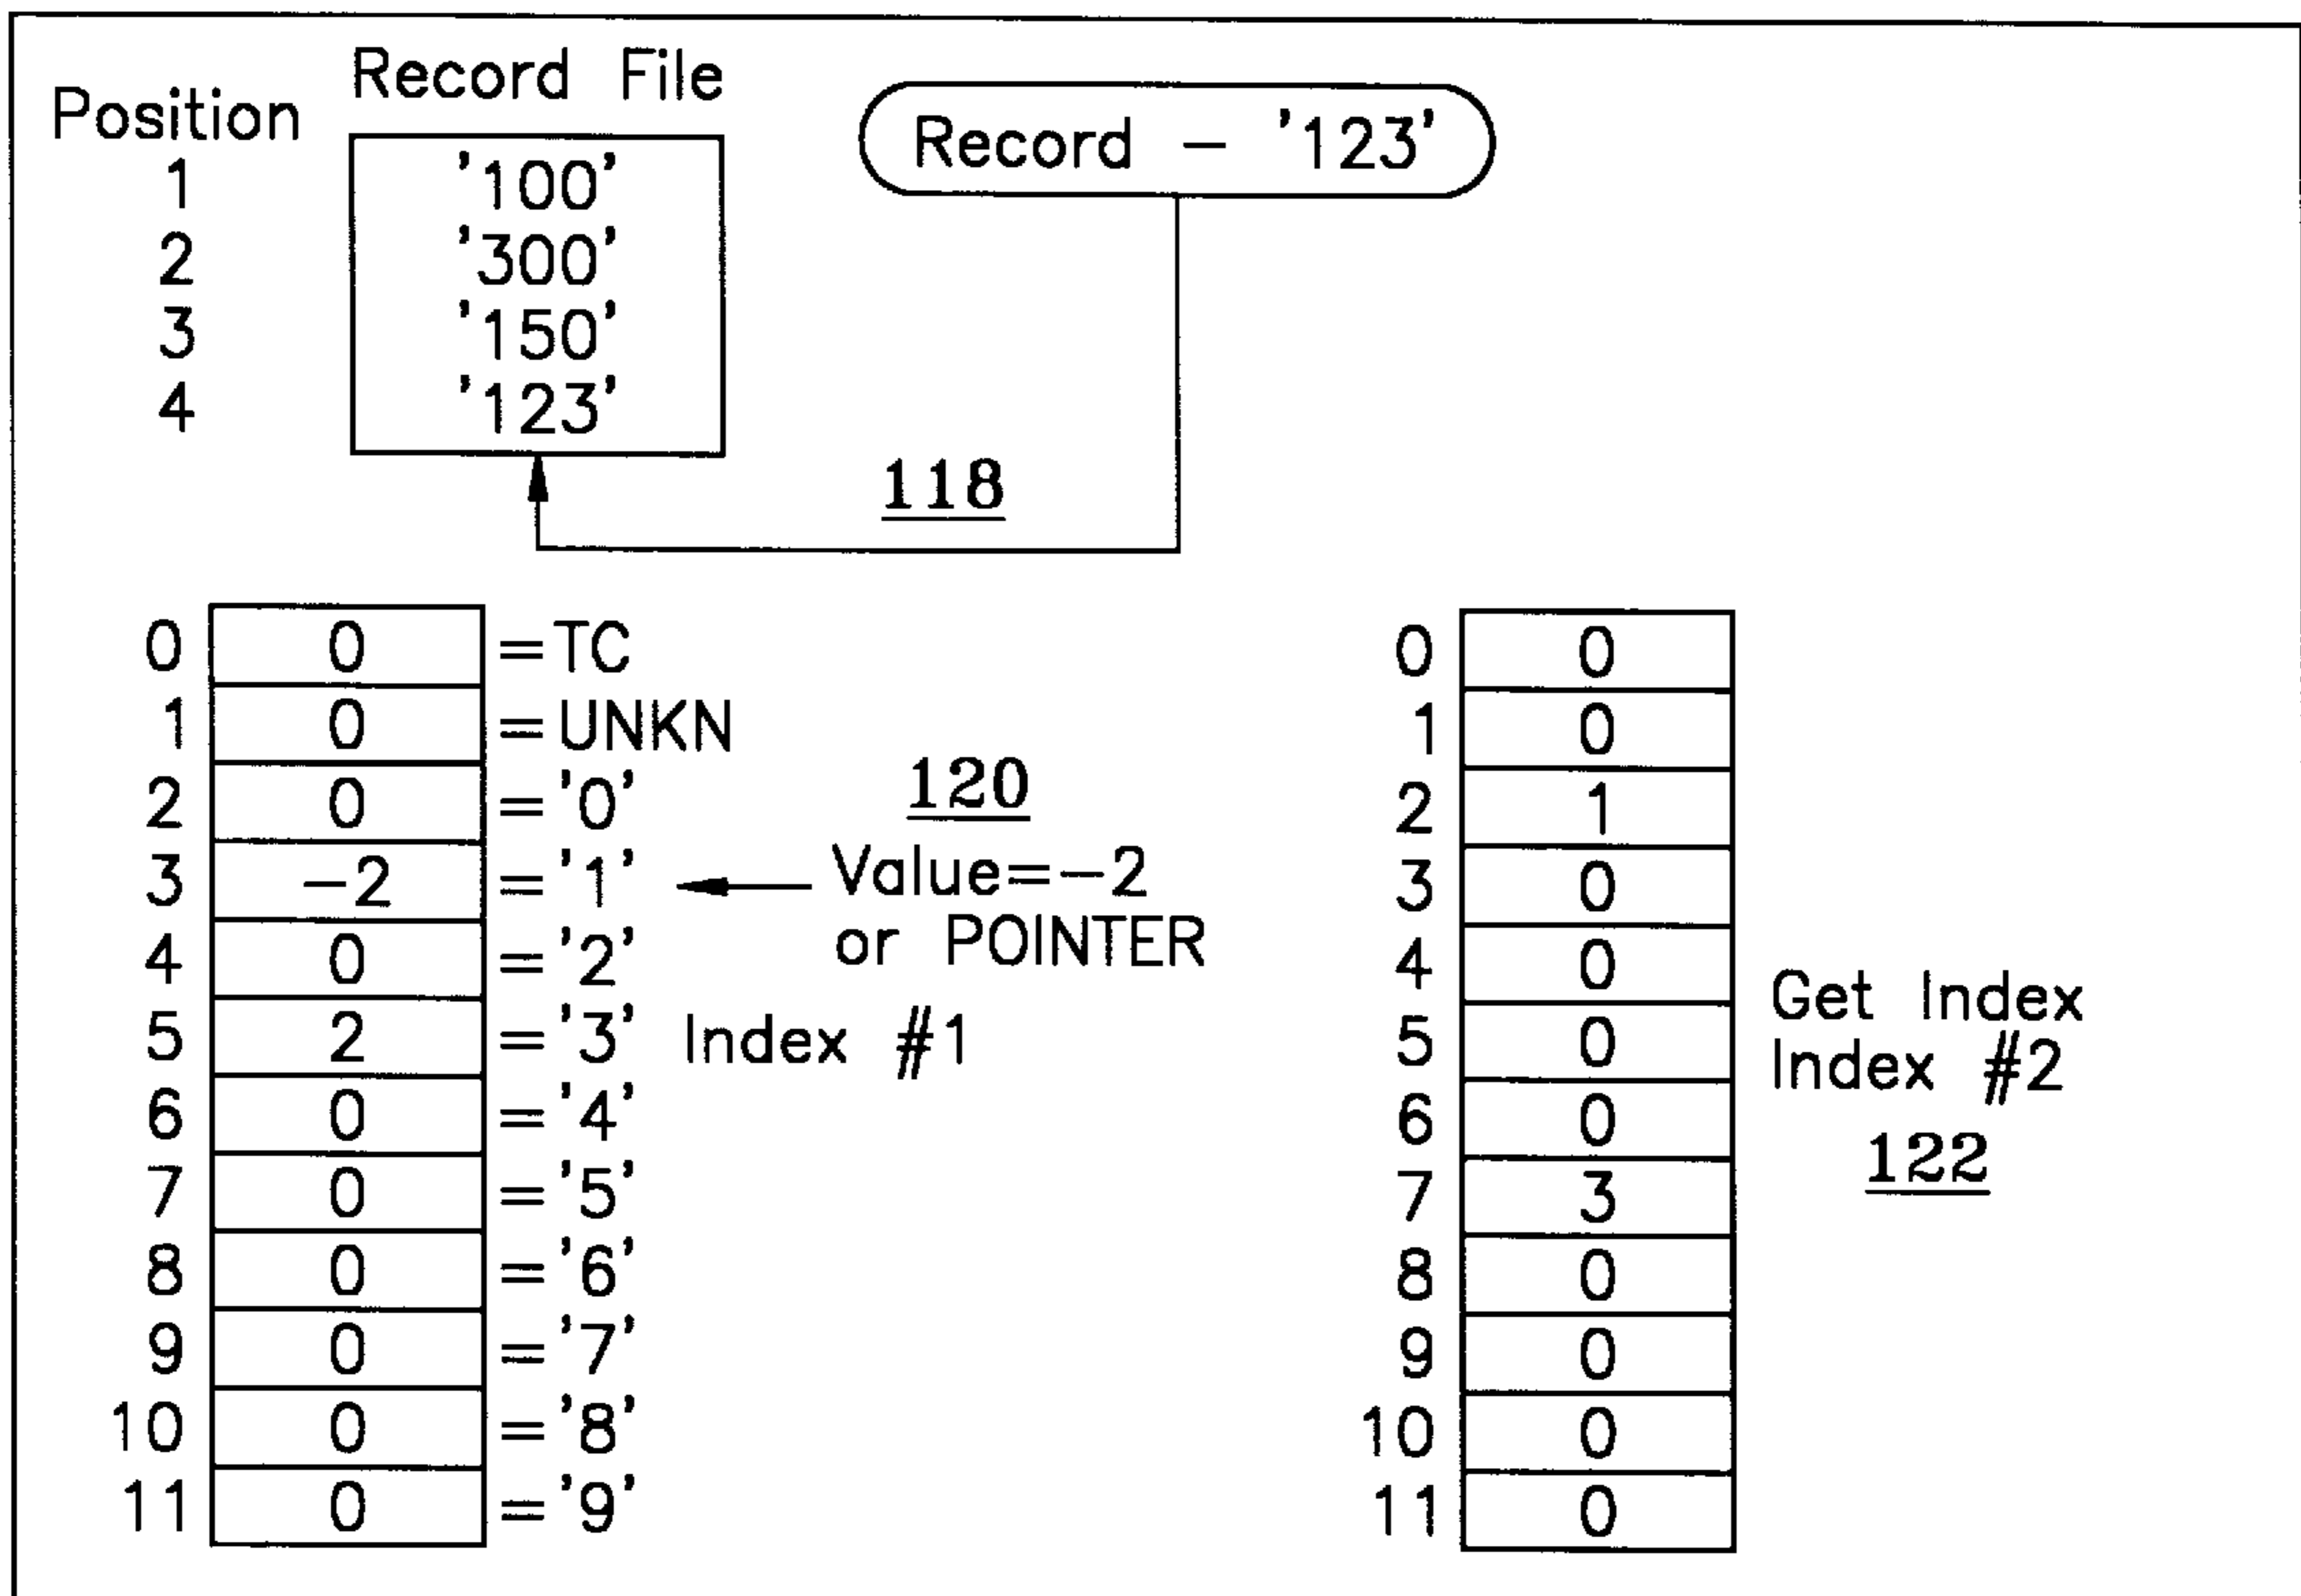 Record File
Position
Record - '123'
1 '100'
2 '300'
3 '150'
4 '123'
118
0 0 =TC
1 0 =UNKN
2 0 ='0'
3 -2 ='1'
4 0 ='2'
5 2 ='3'
6 0 ='4'
7 0 ='5'
8 0 ='6'
9 0 ='7'
10 0 ='8'
11 0 ='9'
120
Value=-2
or POINTER
Index #1
0 0
1 0
2 1
3 0
4 0
5 0
6 0
7 3
8 0
9 0
10 0
11 0
Get Index
Index #2
122